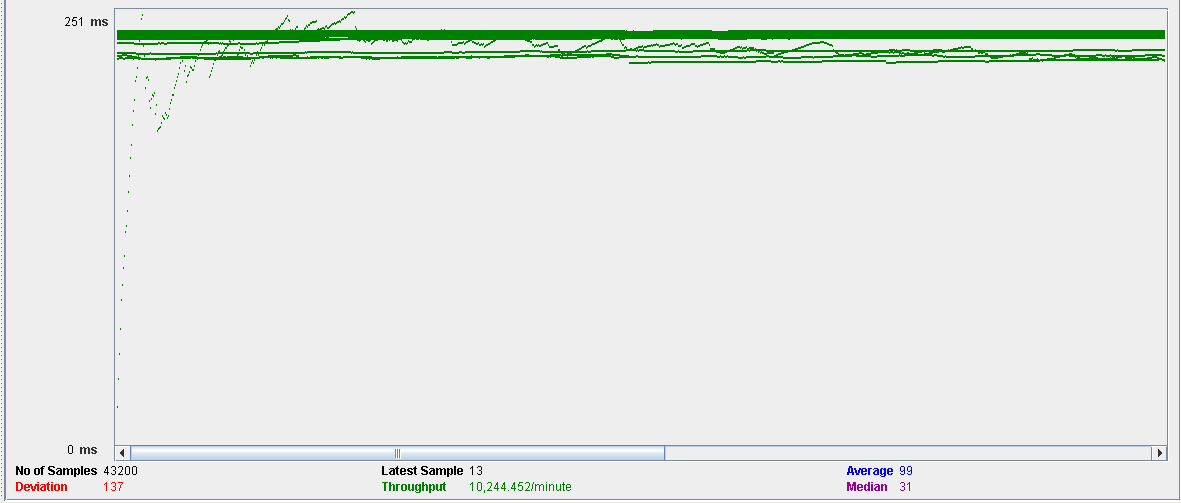 251 ms
0 ms
No of Samples 43200 Latest Sample 13 Average 99
Deviation 137 Throughput 10,244.452/minute Median 31